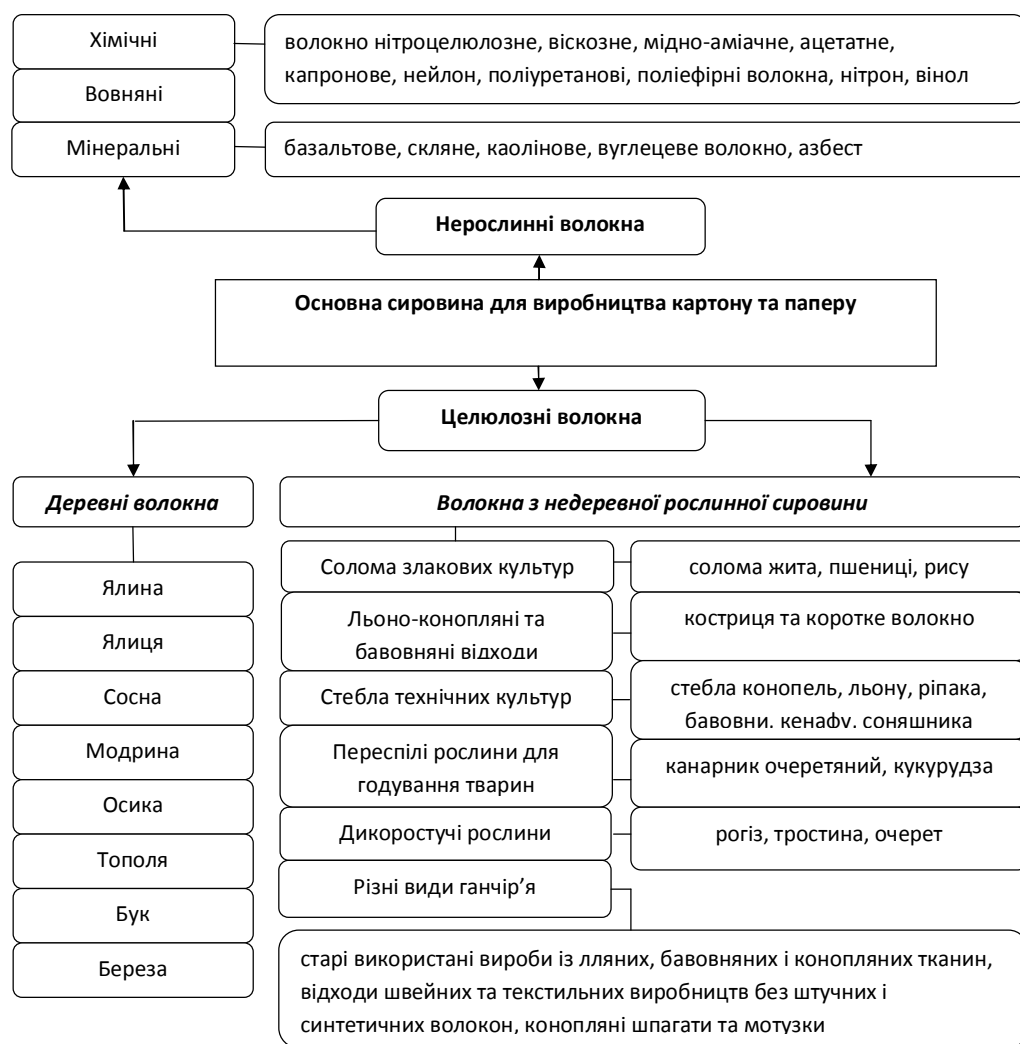 Хімічні
волокно нітроцелюлозне, віскозне, мідно-аміачне, ацетатне,
капронове, нейлон, поліуретанові, поліефірні волокна, нітрон, вінол
Вовняні
Мінеральні
базальтове, скляне, каолінове, вуглецеве волокно, азбест
Нерослинні волокна
Основна сировина для виробництва картону та паперу
Целюлозні волокна
Деревні волокна
Волокна з недеревної рослинної сировини
Ялина
Ялиця
Сосна
Модрина
Осика
Тополя
Бук
Береза
Солома злакових культур
солома жита, пшениці, рису
Льоно-конопляні та
бавовняні відходи
костриця та коротке волокно
Стебла технічних культур
стебла конопель, льону, ріпака,
бавовни, кенафу, соняшника
Переспілі рослини для
годування тварин
канарник очеретяний, кукурудза
Дикоростучі рослини
рогіз, тростина, очерет
Різні види ганчір’я
старі використані вироби із лляних, бавовняних і конопляних тканин,
відходи швейних та текстильних виробництв без штучних і
синтетичних волокон, конопляні шпагати та мотузки